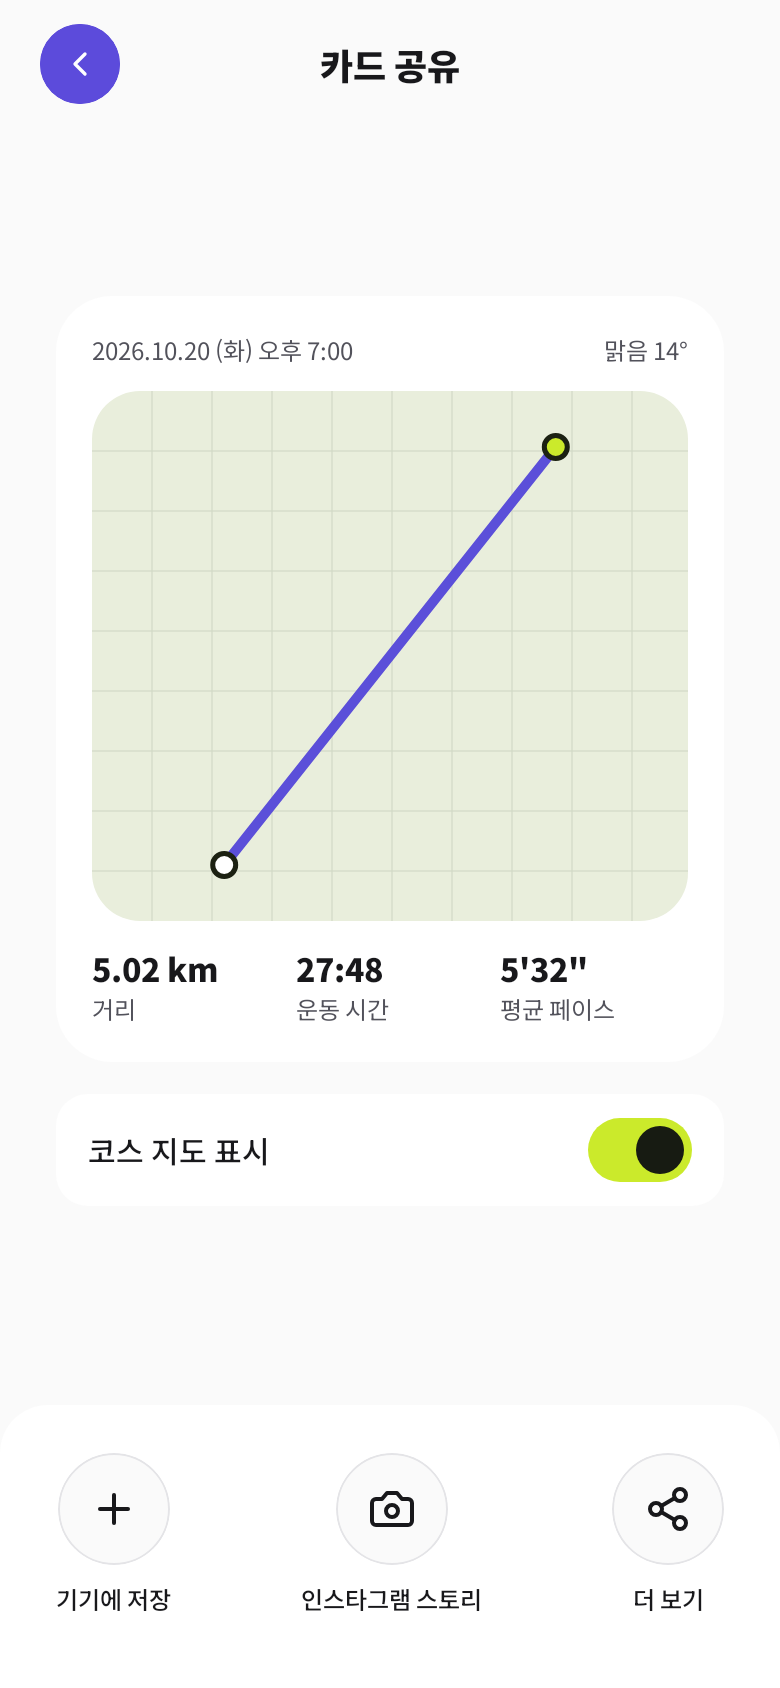 카드 공유
2026.10.20 (화) 오후 7:00
맑음 14°
5.02 km
27:48
5'32"
거리
운동 시간
평균 페이스
코스 지도 표시
기기에 저장
인스타그램 스토리
더 보기